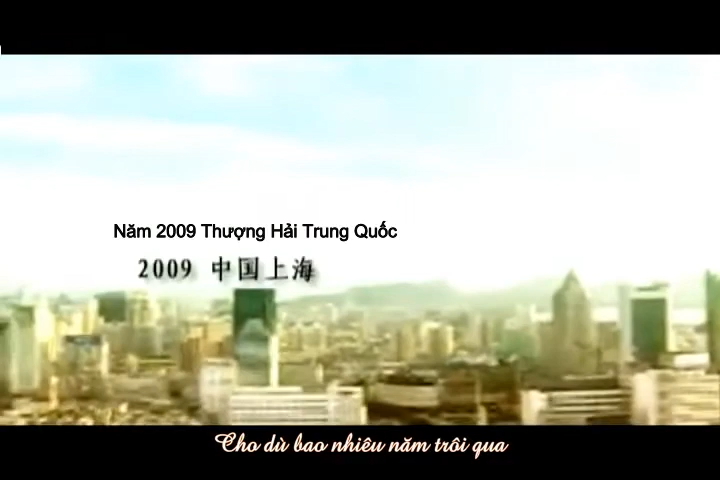 Năm 2009 Thượng Hải Trung Quốc
2009 中国上海
Cho dù bao nhiêu năm trôi qua